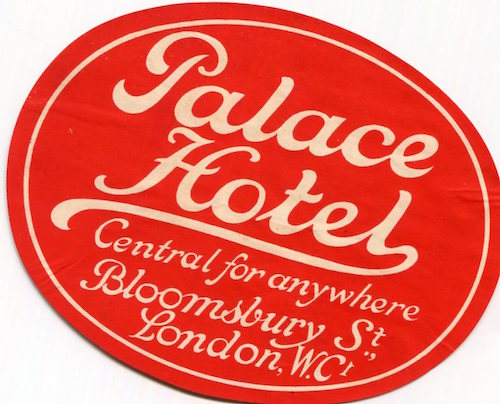 Palace
Hotel
Central for anywhere
Bloomsbury St.,
London, W.C1